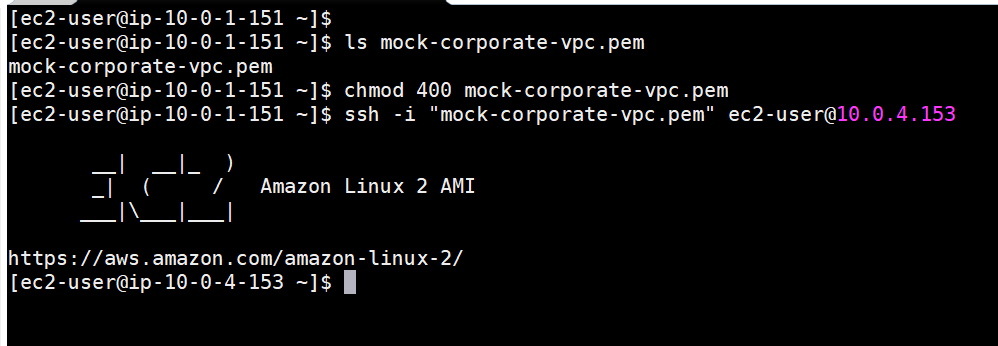 [ec2-user@ip-10-0-1-151 ~]$
[ec2-user@ip-10-0-1-151 ~]$ ls mock-corporate-vpc.pem
mock-corporate-vpc.pem
[ec2-user@ip-10-0-1-151 ~]$ chmod 400 mock-corporate-vpc.pem
[ec2-user@ip-10-0-1-151 ~]$ ssh -i "mock-corporate-vpc.pem" ec2-user@10.0.4.153

       __|  __|_  )
       _|  (     /   Amazon Linux 2 AMI
      ___|\___|___|

https://aws.amazon.com/amazon-linux-2/
[ec2-user@ip-10-0-4-153 ~]$